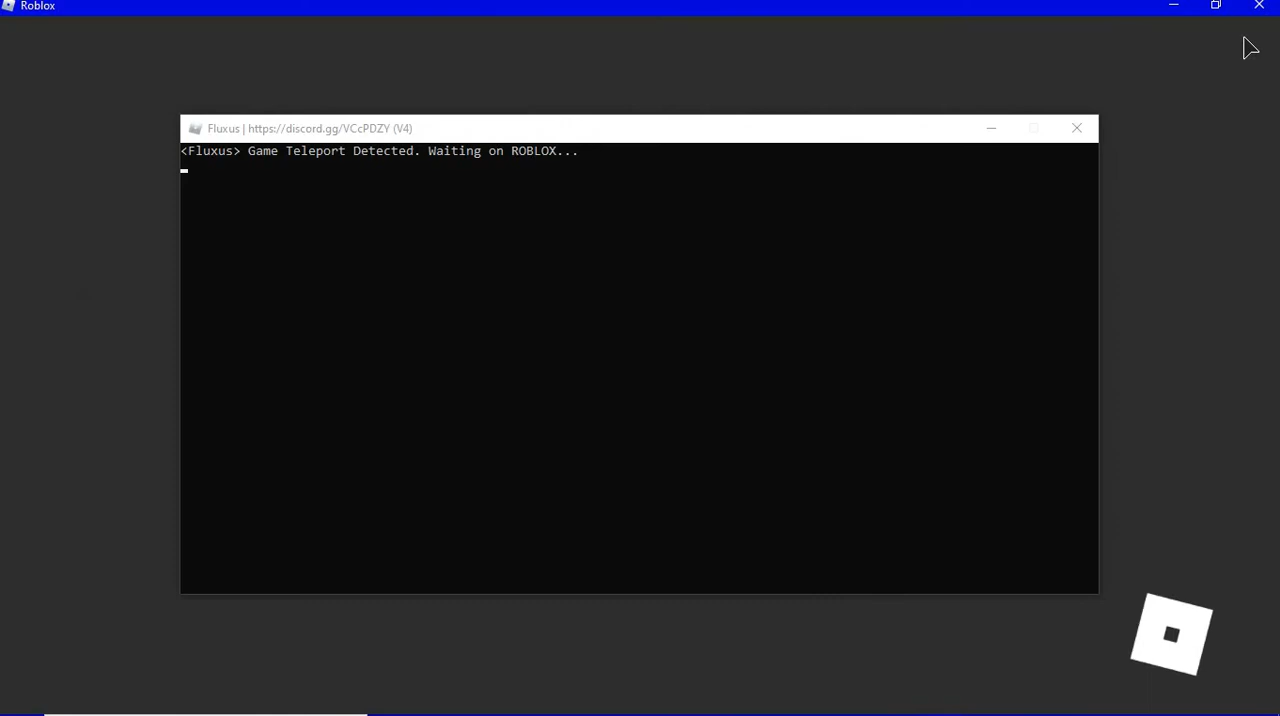 Roblox
Fluxus | https://discord.gg/VCcPDZY (V4)
<Fluxus> Game Teleport Detected. Waiting on ROBLOX...